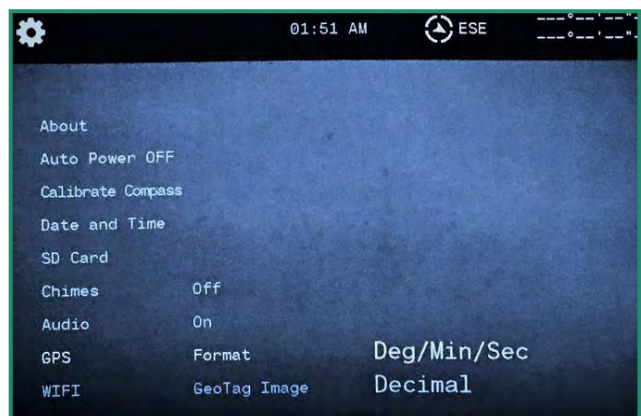 01:51 AM ESE ---°--'--"
---°--'--"
About
Auto Power OFF
Calibrate Compass
Date and Time
SD Card
Chimes Off
Audio On
GPS Format Deg/Min/Sec
WIFI GeoTag Image Decimal